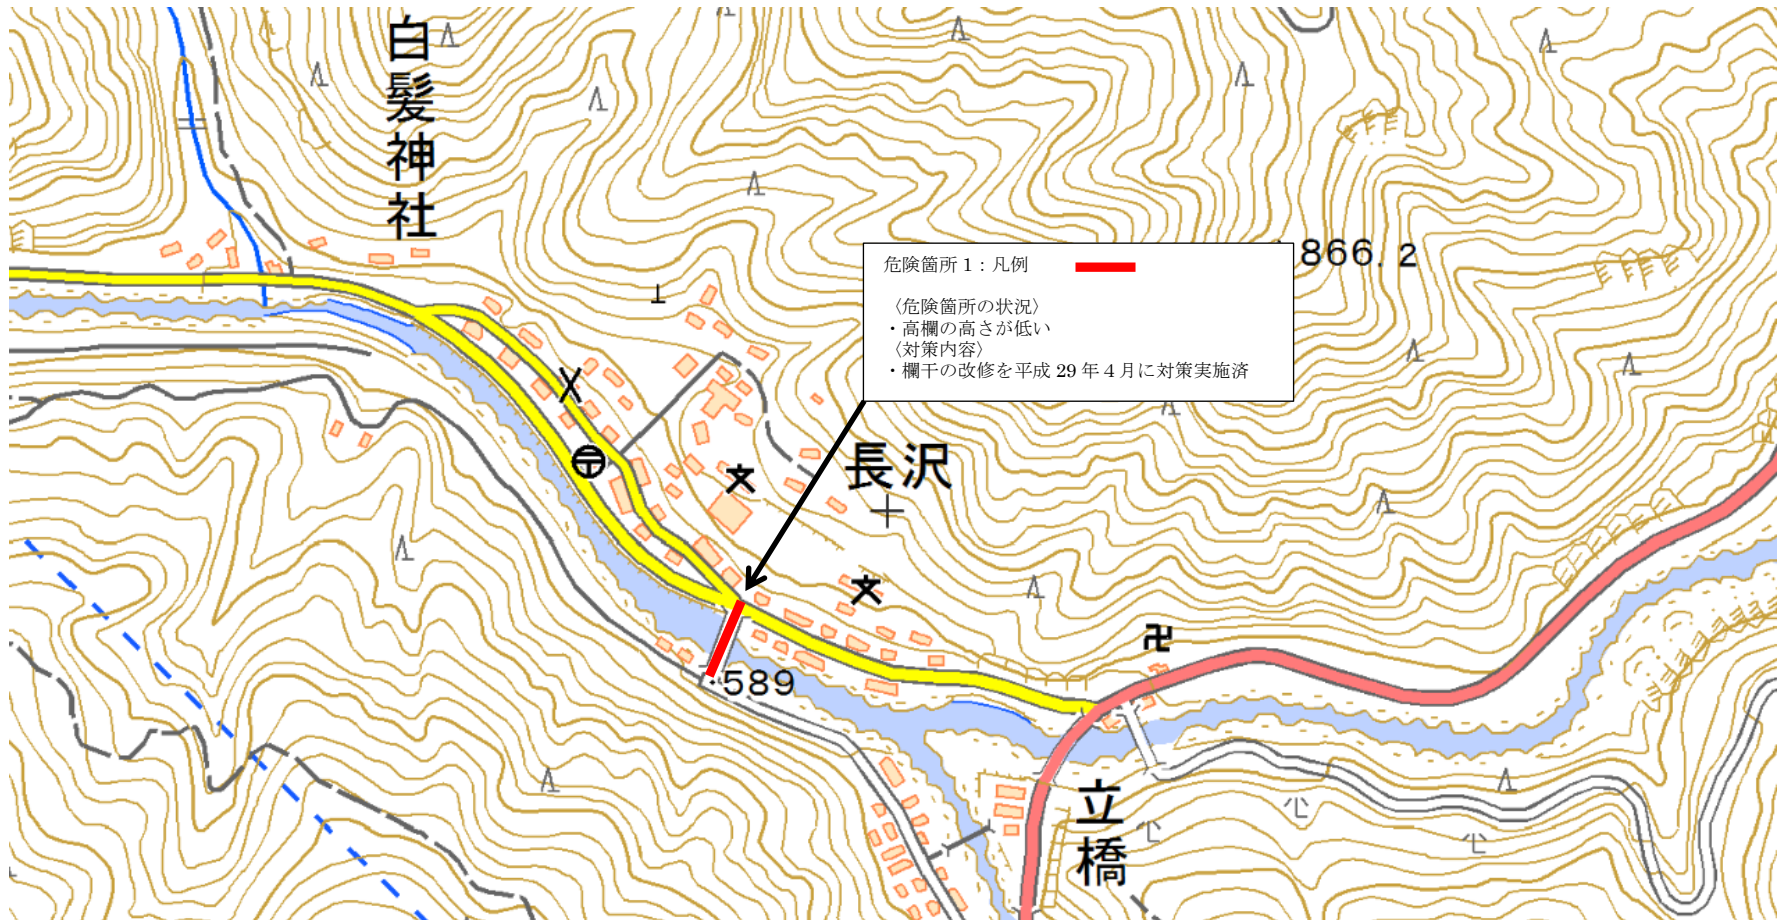 白髪神社
危険箇所1：凡例
〈危険箇所の状況〉
・高欄の高さが低い
〈対策内容〉
・欄干の改修を平成29年4月に対策実施済
866.2
長沢
589
立橋